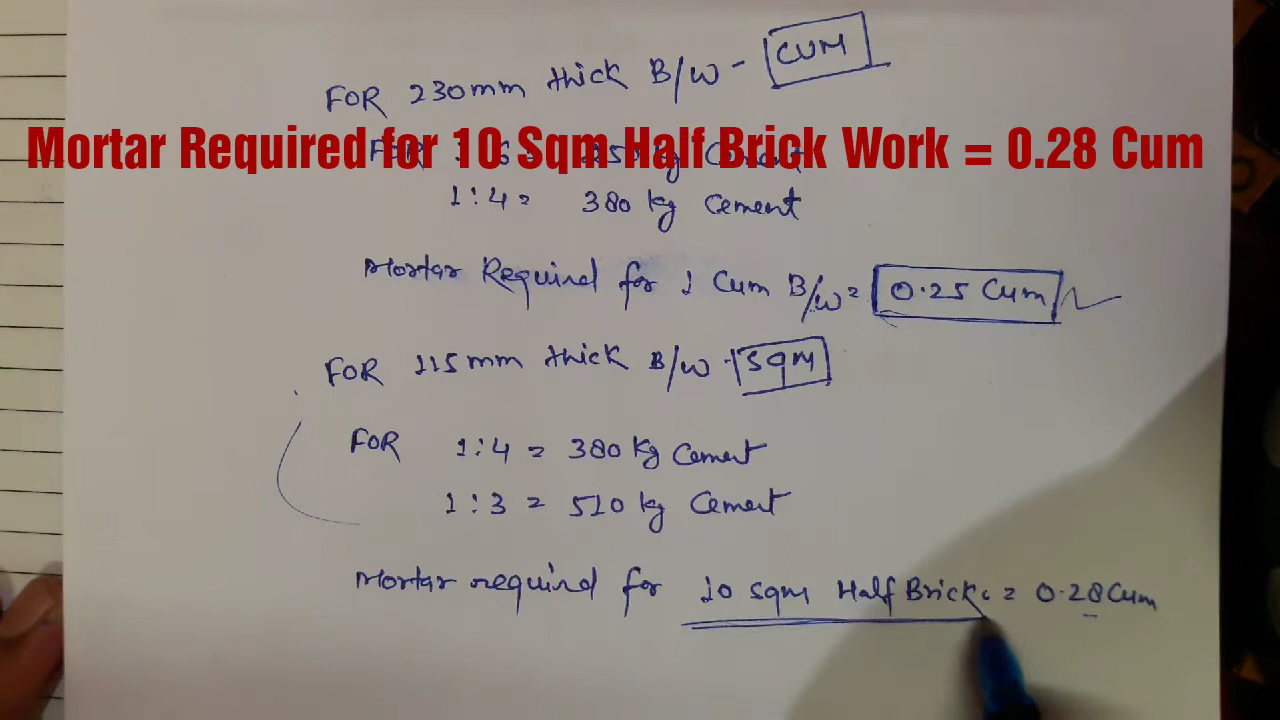 FOR 230mm thick B/W - CUM
Mortar Required for 10 Sqm Half Brick Work = 0.28 Cum
FOR
1:4 = 380 kg Cement
Mortar Required for 1 Cum B/W = 0.25 Cum
FOR 115mm thick B/W - SQM
FOR 1:4 = 380 Kg Cement
1:3 = 510 kg Cement
Mortar required for 10 Sqm Half Brick = 0.28 Cum